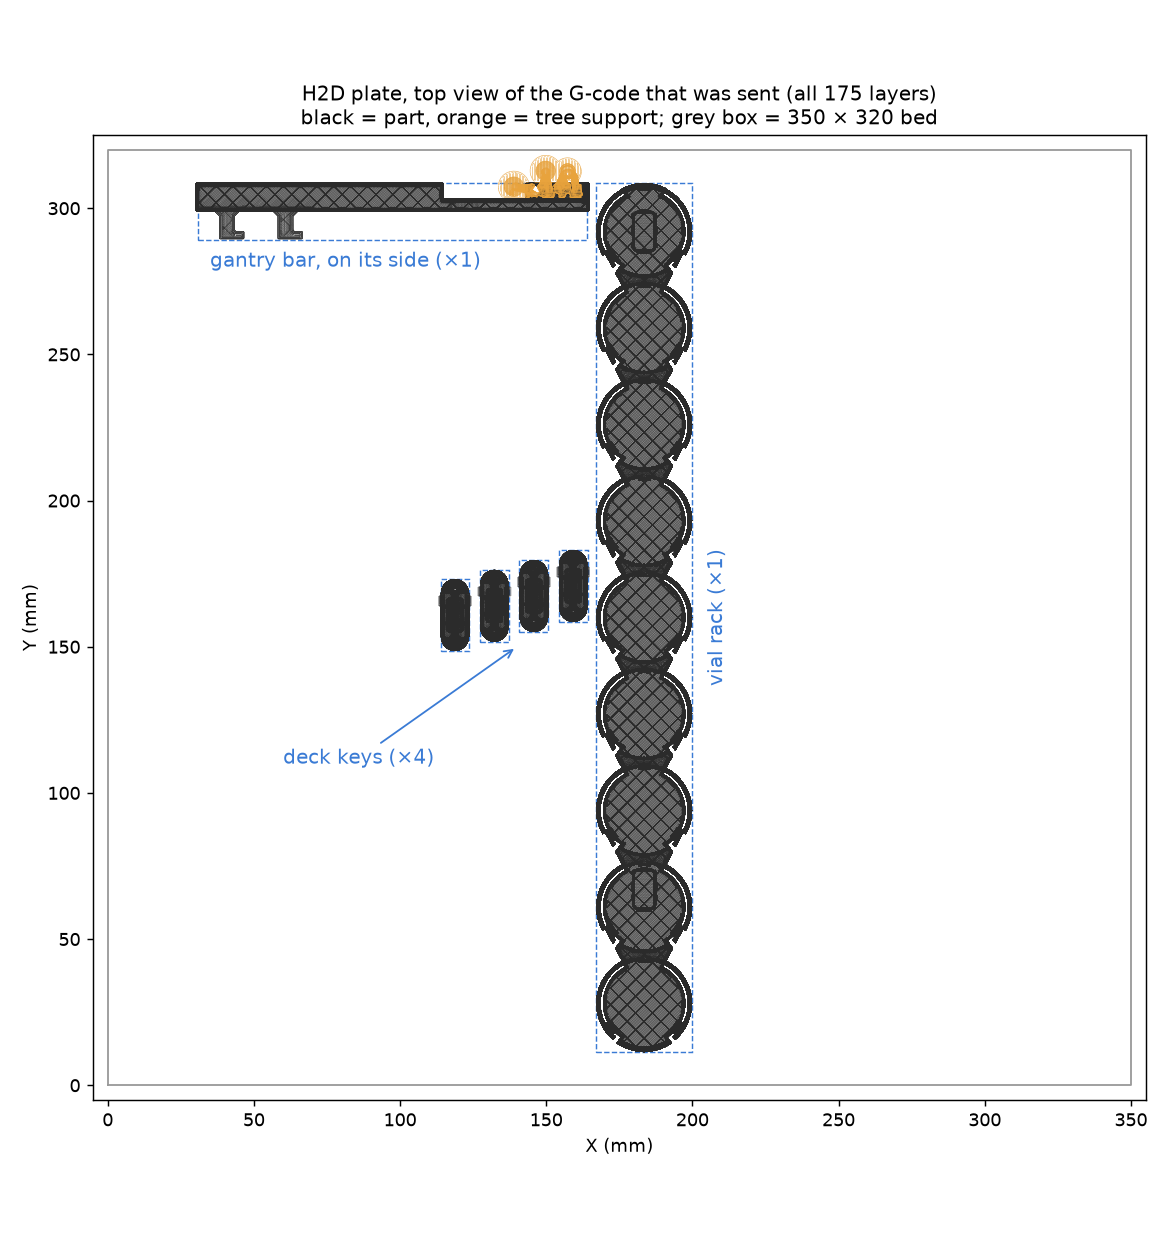 H2D plate, top view of the G-code that was sent (all 175 layers)
black = part, orange = tree support; grey box = 350 × 320 bed
300
250
200
150
100
50
0
Y (mm)
gantry bar, on its side (×1)
vial rack (×1)
deck keys (×4)
0
50
100
150
200
250
300
350
X (mm)